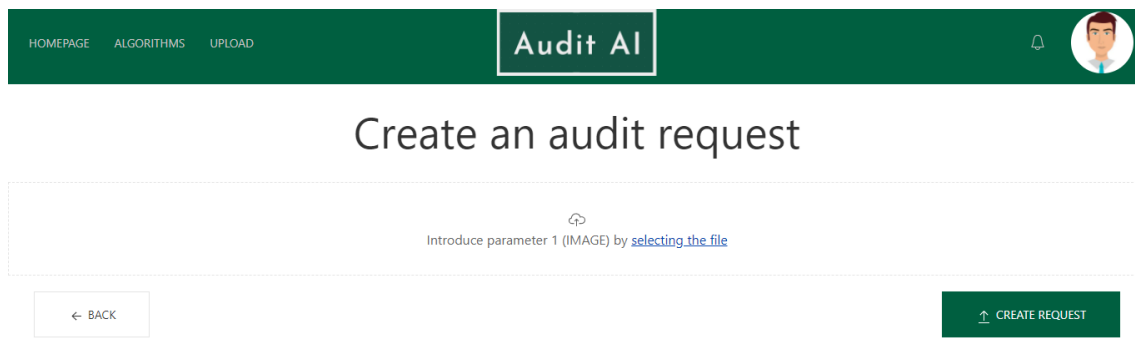 HOMEPAGE ALGORITHMS UPLOAD Audit AI
Create an audit request
Introduce parameter 1 (IMAGE) by selecting the file
← BACK ↑ CREATE REQUEST